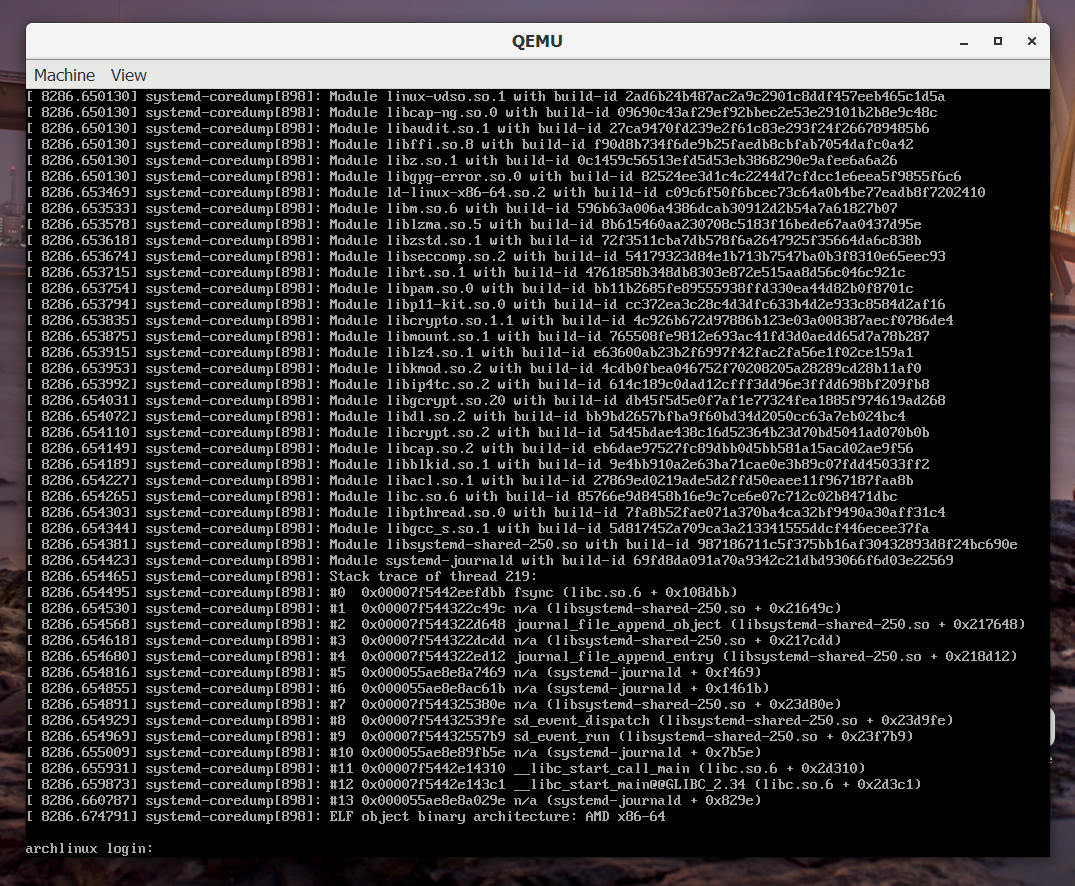 QEMU
Machine View
[ 8286.650130] systemd-coredump[898]: Module linux-vdso.so.1 with build-id 2ad6b24b487ac2a9c2901c8ddf457eeb465c1d5a
[ 8286.650130] systemd-coredump[898]: Module libcap-ng.so.0 with build-id 09690c43af29ef92bbec2e53e29101b2b8e9c48c
[ 8286.650130] systemd-coredump[898]: Module libaudit.so.1 with build-id 27ca9470fd239e2f61c83e293f24f266789485b6
[ 8286.650130] systemd-coredump[898]: Module libffi.so.8 with build-id f90d8b734f6de9b25faedb8cbfab7054dafc0a42
[ 8286.650130] systemd-coredump[898]: Module libz.so.1 with build-id 0c1459c56513efd5d53eb3868290e9afee6a6a26
[ 8286.650130] systemd-coredump[898]: Module libgpg-error.so.0 with build-id 82524ee3d1c4c2244d7cfdcc1e6eea5f9855f6c6
[ 8286.653469] systemd-coredump[898]: Module ld-linux-x86-64.so.2 with build-id c09c6f50f6bcec73c64a0b4be77eadb8f7202410
[ 8286.653533] systemd-coredump[898]: Module libm.so.6 with build-id 596b63a006a4386dcab30912d2b54a7a61827b07
[ 8286.653578] systemd-coredump[898]: Module liblzma.so.5 with build-id 8b615460aa230708c5183f16bede67aa0437d95e
[ 8286.653618] systemd-coredump[898]: Module libzstd.so.1 with build-id 72f3511cba7db578f6a2647925f35664da6c838b
[ 8286.653674] systemd-coredump[898]: Module libseccomp.so.2 with build-id 54179323d84e1b713b7547ba0b3f8310e65eec93
[ 8286.653715] systemd-coredump[898]: Module librt.so.1 with build-id 4761858b348db8303e872e515aa8d56c046c921c
[ 8286.653754] systemd-coredump[898]: Module libpam.so.0 with build-id bb11b2685fe89555938ffd330ea44d82b0f8701c
[ 8286.653794] systemd-coredump[898]: Module libp11-kit.so.0 with build-id cc372ea3c28c4d3dfc633b4d2e933c8584d2af16
[ 8286.653835] systemd-coredump[898]: Module libcrypto.so.1.1 with build-id 4c926b672d97886b123e03a008387aecf0786de4
[ 8286.653875] systemd-coredump[898]: Module libmount.so.1 with build-id 765508fe9812e693ac41fd3d0aedd65d7a78b287
[ 8286.653915] systemd-coredump[898]: Module liblz4.so.1 with build-id e63600ab23b2f6997f42fac2fa56e1f02ce159a1
[ 8286.653953] systemd-coredump[898]: Module libkmod.so.2 with build-id 4cdb0fbea046752f70208205a28289cd28b11af0
[ 8286.653992] systemd-coredump[898]: Module libip4tc.so.2 with build-id 614c189c0dad12cfff3dd96e3ffdd698bf209fb8
[ 8286.654031] systemd-coredump[898]: Module libgcrypt.so.20 with build-id db45f5d5e0f7af1e77324fea1885f974619ad268
[ 8286.654072] systemd-coredump[898]: Module libdl.so.2 with build-id bb9bd2657bfba9f60bd34d2050cc63a7eb024bc4
[ 8286.654110] systemd-coredump[898]: Module libcrypt.so.2 with build-id 5d45bdae438c16d52364b23d70bd5041ad070b0b
[ 8286.654149] systemd-coredump[898]: Module libcap.so.2 with build-id eb6dae97527fc89dbb0d5bb581a15acd02ae9f56
[ 8286.654189] systemd-coredump[898]: Module libblkid.so.1 with build-id 9e4bb910a2e63ba71cae0e3b89c07fdd45033ff2
[ 8286.654227] systemd-coredump[898]: Module libacl.so.1 with build-id 27869ed0219ade5d2ffd50eaee11f967187faa8b
[ 8286.654265] systemd-coredump[898]: Module libc.so.6 with build-id 85766e9d8458b16e9c7ce6e07c712c02b8471dbc
[ 8286.654303] systemd-coredump[898]: Module libpthread.so.0 with build-id 7fa8b52fae071a370ba4ca32bf9490a30aff31c4
[ 8286.654344] systemd-coredump[898]: Module libgcc_s.so.1 with build-id 5d817452a709ca3a213341555ddcf446ecee37fa
[ 8286.654381] systemd-coredump[898]: Module libsystemd-shared-250.so with build-id 987186711c5f375bb16af30432893d8f24bc690e
[ 8286.654423] systemd-coredump[898]: Module systemd-journald with build-id 69fd8da091a70a9342c21dbd93066f6d03e22569
[ 8286.654465] systemd-coredump[898]: Stack trace of thread 219:
[ 8286.654495] systemd-coredump[898]: #0  0x00007f5442eefdbb fsync (libc.so.6 + 0x108dbb)
[ 8286.654530] systemd-coredump[898]: #1  0x00007f544322c49c n/a (libsystemd-shared-250.so + 0x21649c)
[ 8286.654568] systemd-coredump[898]: #2  0x00007f544322d648 journal_file_append_object (libsystemd-shared-250.so + 0x217648)
[ 8286.654618] systemd-coredump[898]: #3  0x00007f544322dcdd n/a (libsystemd-shared-250.so + 0x217cdd)
[ 8286.654680] systemd-coredump[898]: #4  0x00007f544322ed12 journal_file_append_entry (libsystemd-shared-250.so + 0x218d12)
[ 8286.654816] systemd-coredump[898]: #5  0x000055ae8e8a7469 n/a (systemd-journald + 0xf469)
[ 8286.654855] systemd-coredump[898]: #6  0x000055ae8e8ac61b n/a (systemd-journald + 0x1461b)
[ 8286.654891] systemd-coredump[898]: #7  0x00007f544325380e n/a (libsystemd-shared-250.so + 0x23d80e)
[ 8286.654929] systemd-coredump[898]: #8  0x00007f54432539fe sd_event_dispatch (libsystemd-shared-250.so + 0x23d9fe)
[ 8286.654969] systemd-coredump[898]: #9  0x00007f54432557b9 sd_event_run (libsystemd-shared-250.so + 0x23f7b9)
[ 8286.655009] systemd-coredump[898]: #10 0x000055ae8e89fb5e n/a (systemd-journald + 0x7b5e)
[ 8286.655931] systemd-coredump[898]: #11 0x00007f5442e14310 __libc_start_call_main (libc.so.6 + 0x2d310)
[ 8286.659873] systemd-coredump[898]: #12 0x00007f5442e143c1 __libc_start_main@@GLIBC_2.34 (libc.so.6 + 0x2d3c1)
[ 8286.660787] systemd-coredump[898]: #13 0x000055ae8e8a029e n/a (systemd-journald + 0x829e)
[ 8286.674791] systemd-coredump[898]: ELF object binary architecture: AMD x86-64
archlinux login: